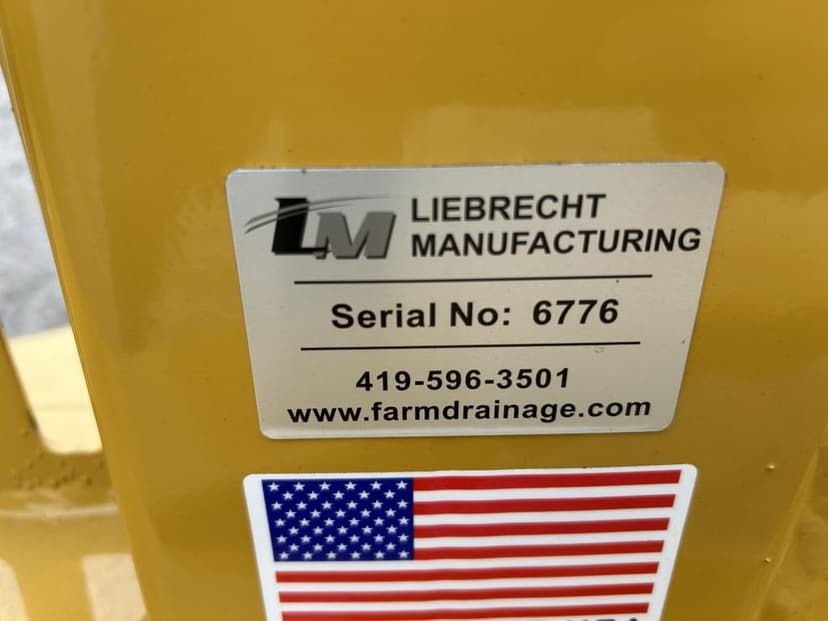 LM LIEBRECHT
MANUFACTURING
Serial No: 6776
419-596-3501
www.farmdrainage.com